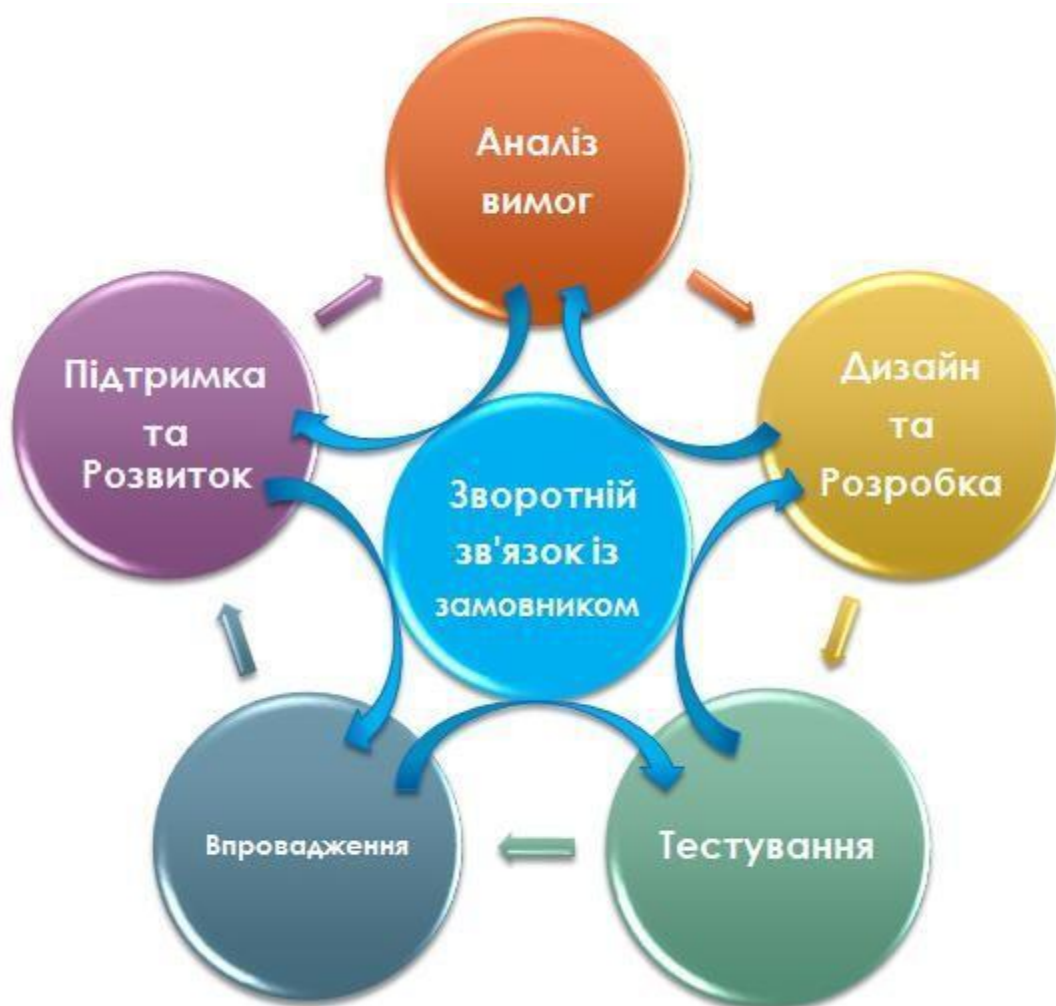 Аналіз
вимог
Дизайн
та
Розробка
Тестування
Впровадження
Підтримка
та
Розвиток
Зворотній
зв'язок із
замовником